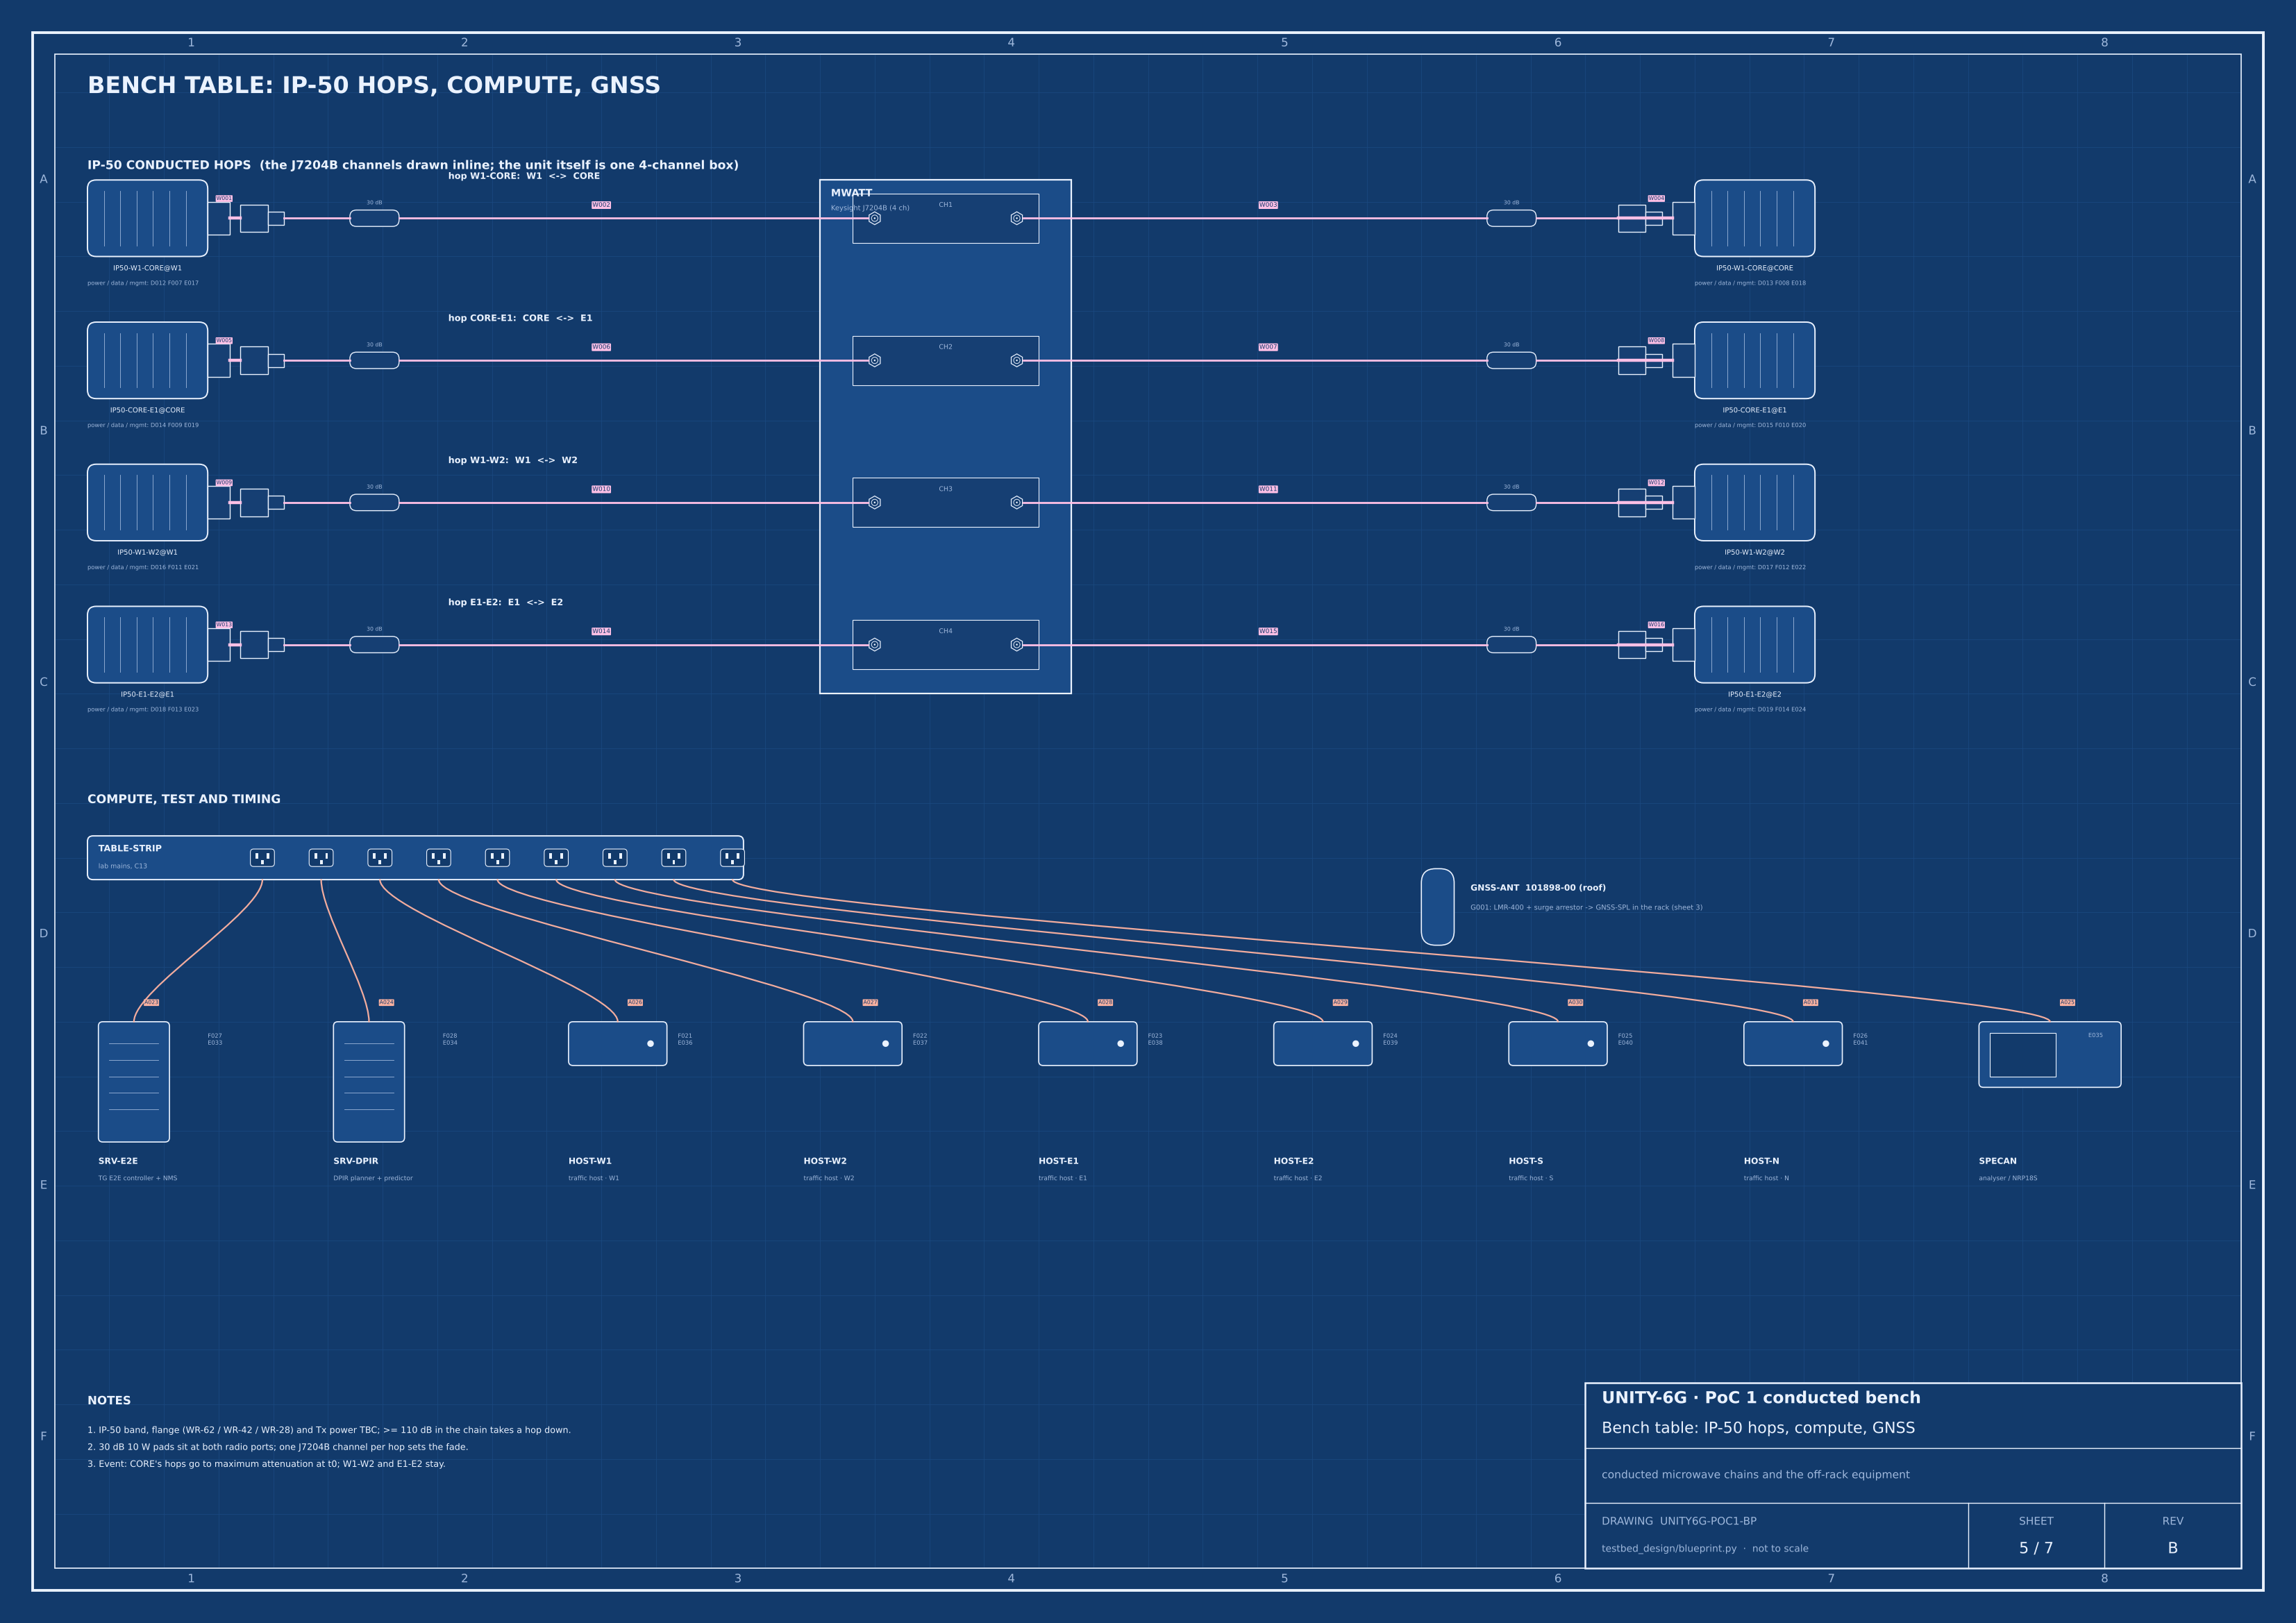 1 2 3 4 5 6 7 8
BENCH TABLE: IP-50 HOPS, COMPUTE, GNSS
IP-50 CONDUCTED HOPS (the J7204B channels drawn inline; the unit itself is one 4-channel box)
A A
hop W1-CORE: W1 <-> CORE
MWATT
Keysight J7204B (4 ch)
W001 30 dB W002 CH1 W003 30 dB W004
IP50-W1-CORE@W1 IP50-W1-CORE@CORE
power / data / mgmt: D012 F007 E017 power / data / mgmt: D013 F008 E018
hop CORE-E1: CORE <-> E1
W005 30 dB W006 CH2 W007 30 dB W008
IP50-CORE-E1@CORE IP50-CORE-E1@E1
power / data / mgmt: D014 F009 E019 power / data / mgmt: D015 F010 E020
B B
hop W1-W2: W1 <-> W2
W009 30 dB W010 CH3 W011 30 dB W012
IP50-W1-W2@W1 IP50-W1-W2@W2
power / data / mgmt: D016 F011 E021 power / data / mgmt: D017 F012 E022
hop E1-E2: E1 <-> E2
W013 30 dB W014 CH4 W015 30 dB W016
C C
IP50-E1-E2@E1 IP50-E1-E2@E2
power / data / mgmt: D018 F013 E023 power / data / mgmt: D019 F014 E024
COMPUTE, TEST AND TIMING
TABLE-STRIP
lab mains, C13
GNSS-ANT 101898-00 (roof)
G001: LMR-400 + surge arrestor -> GNSS-SPL in the rack (sheet 3)
D D
A023 A024 A026 A027 A028 A029 A030 A031 A025
F027 F028 F021 F022 F023 F024 F025 F026 E035
E033 E034 E036 E037 E038 E039 E040 E041
SRV-E2E SRV-DPIR HOST-W1 HOST-W2 HOST-E1 HOST-E2 HOST-S HOST-N SPECAN
TG E2E controller + NMS DPIR planner + predictor traffic host · W1 traffic host · W2 traffic host · E1 traffic host · E2 traffic host · S traffic host · N analyser / NRP18S
E E
NOTES
1. IP-50 band, flange (WR-62 / WR-42 / WR-28) and Tx power TBC; >= 110 dB in the chain takes a hop down.
2. 30 dB 10 W pads sit at both radio ports; one J7204B channel per hop sets the fade.
3. Event: CORE's hops go to maximum attenuation at t0; W1-W2 and E1-E2 stay.
F F
UNITY-6G · PoC 1 conducted bench
Bench table: IP-50 hops, compute, GNSS
conducted microwave chains and the off-rack equipment
DRAWING UNITY6G-POC1-BP SHEET REV
testbed_design/blueprint.py · not to scale 5 / 7 B
1 2 3 4 5 6 7 8